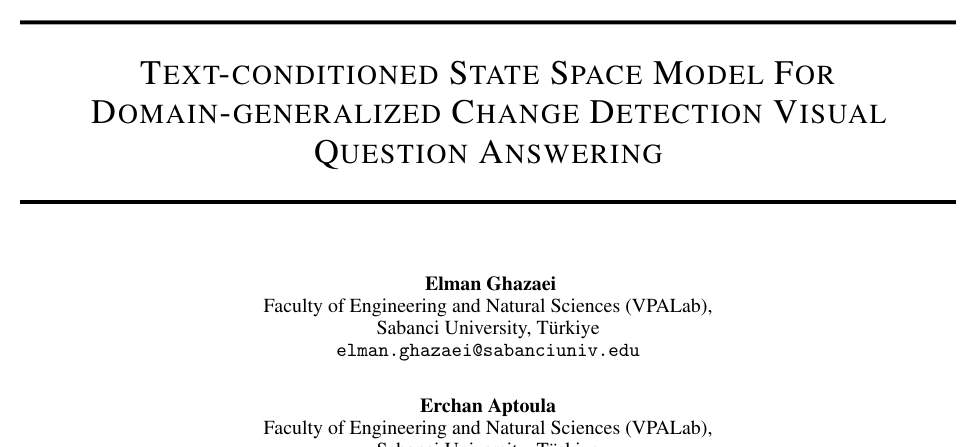 TEXT-CONDITIONED STATE SPACE MODEL FOR
DOMAIN-GENERALIZED CHANGE DETECTION VISUAL
QUESTION ANSWERING
Elman Ghazaei
Faculty of Engineering and Natural Sciences (VPALab),
Sabanci University, Türkiye
elman.ghazaei@sabanciuniv.edu
Erchan Aptoula
Faculty of Engineering and Natural Sciences (VPALab),